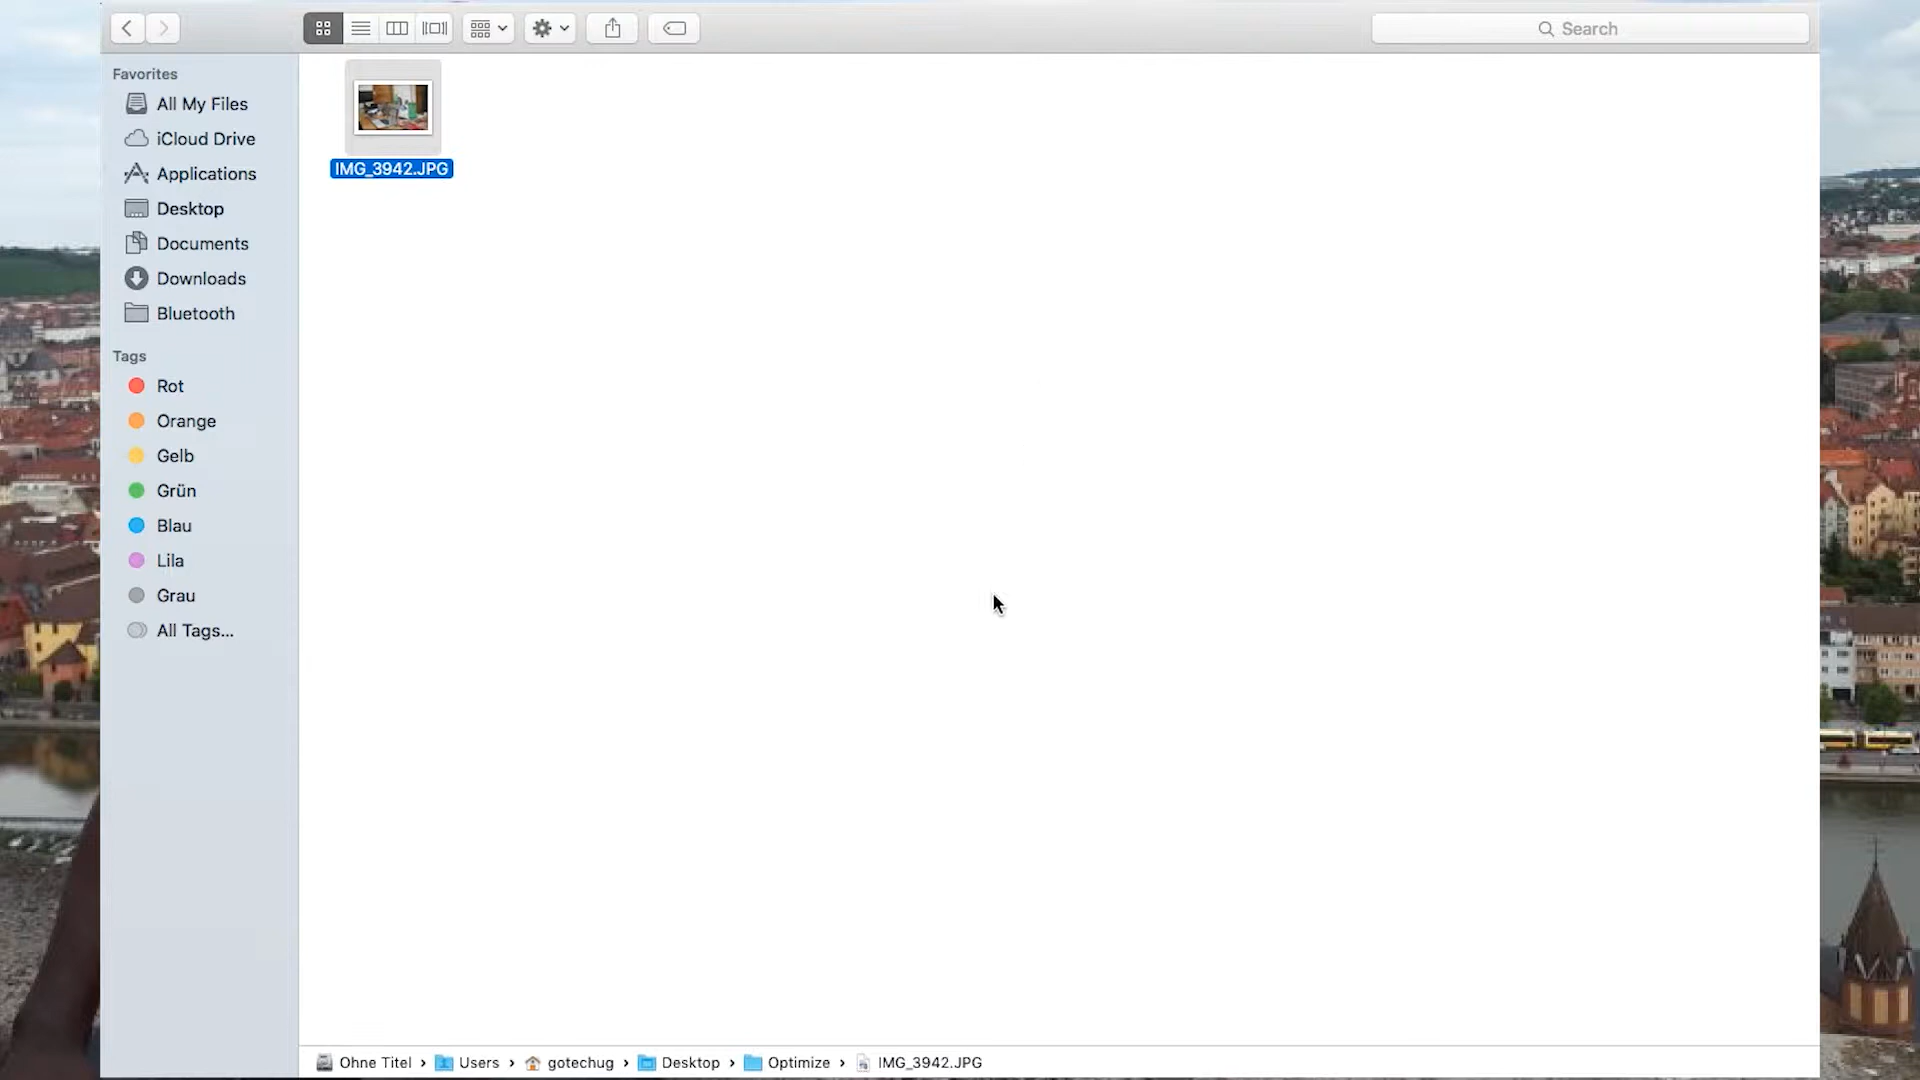 Search
Favorites
All My Files
iCloud Drive
Applications
Desktop
Documents
Downloads
Bluetooth
Tags
Rot
Orange
Gelb
Grün
Blau
Lila
Grau
All Tags...
IMG_3942.JPG
Ohne Titel › Users › gotechug › Desktop › Optimize › IMG_3942.JPG